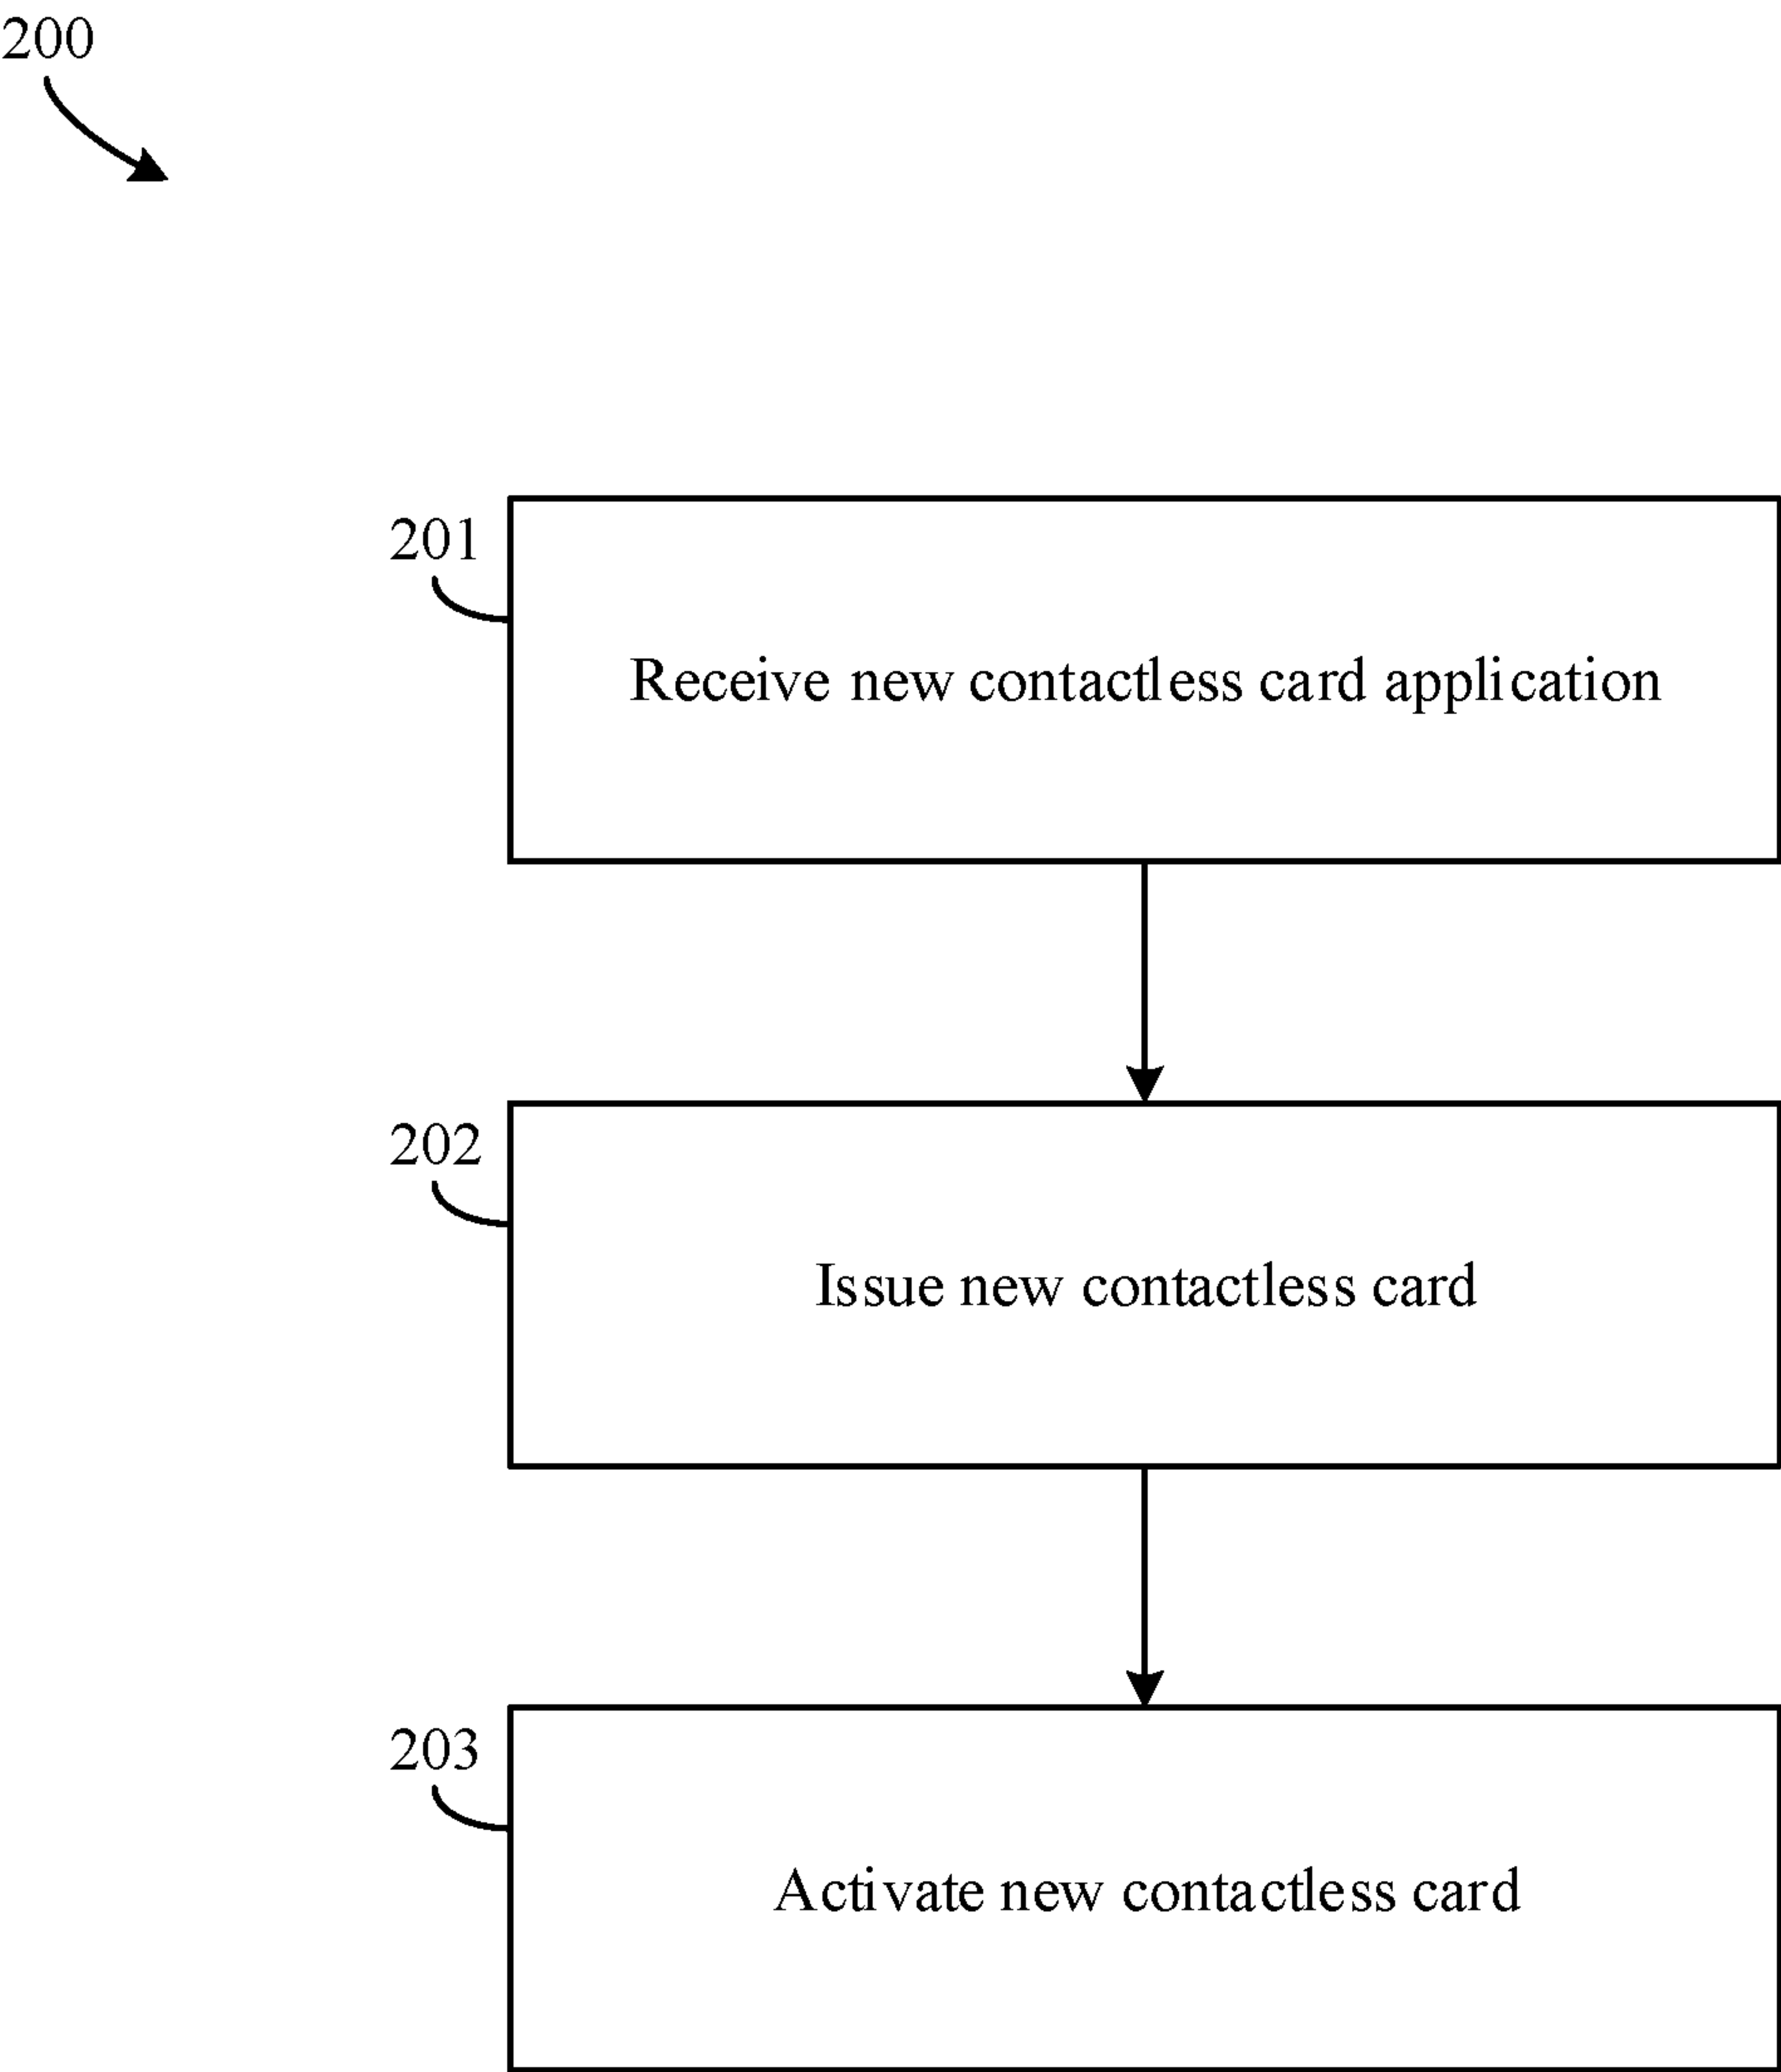 200
201
Receive new contactless card application
202
Issue new contactless card
203
Activate new contactless card